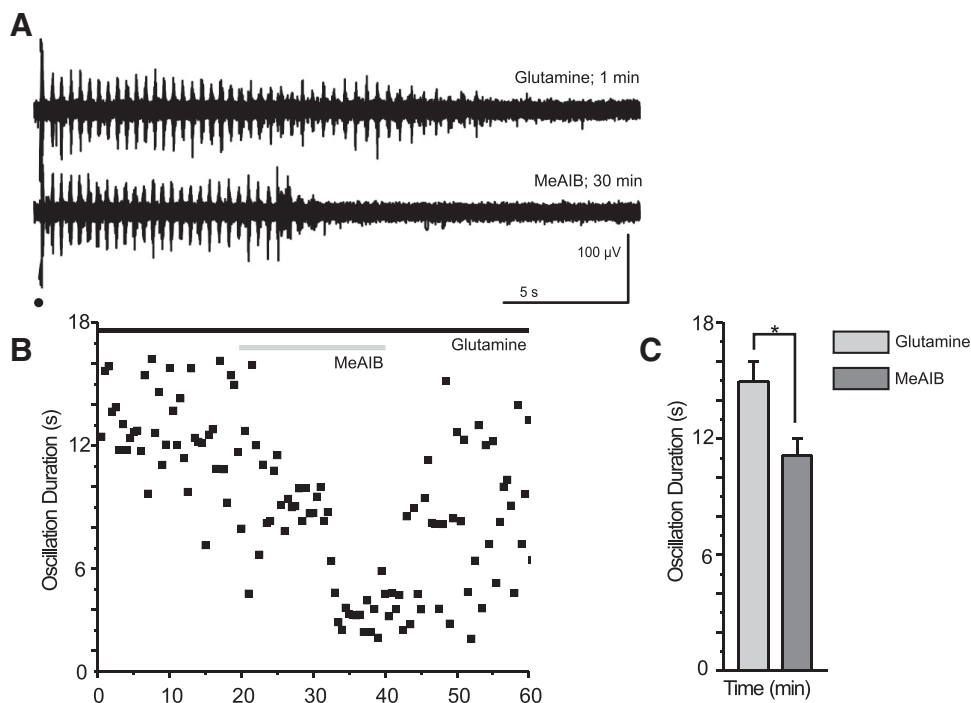 A
Glutamine; 1 min
MeAIB; 30 min
100 µV
5 s
B
18
12
6
0
Oscillation Duration (s)
Glutamine
MeAIB
0 10 20 30 40 50 60
C
18
12
6
0
Oscillation Duration (s)
*
Time (min)
Glutamine
MeAIB